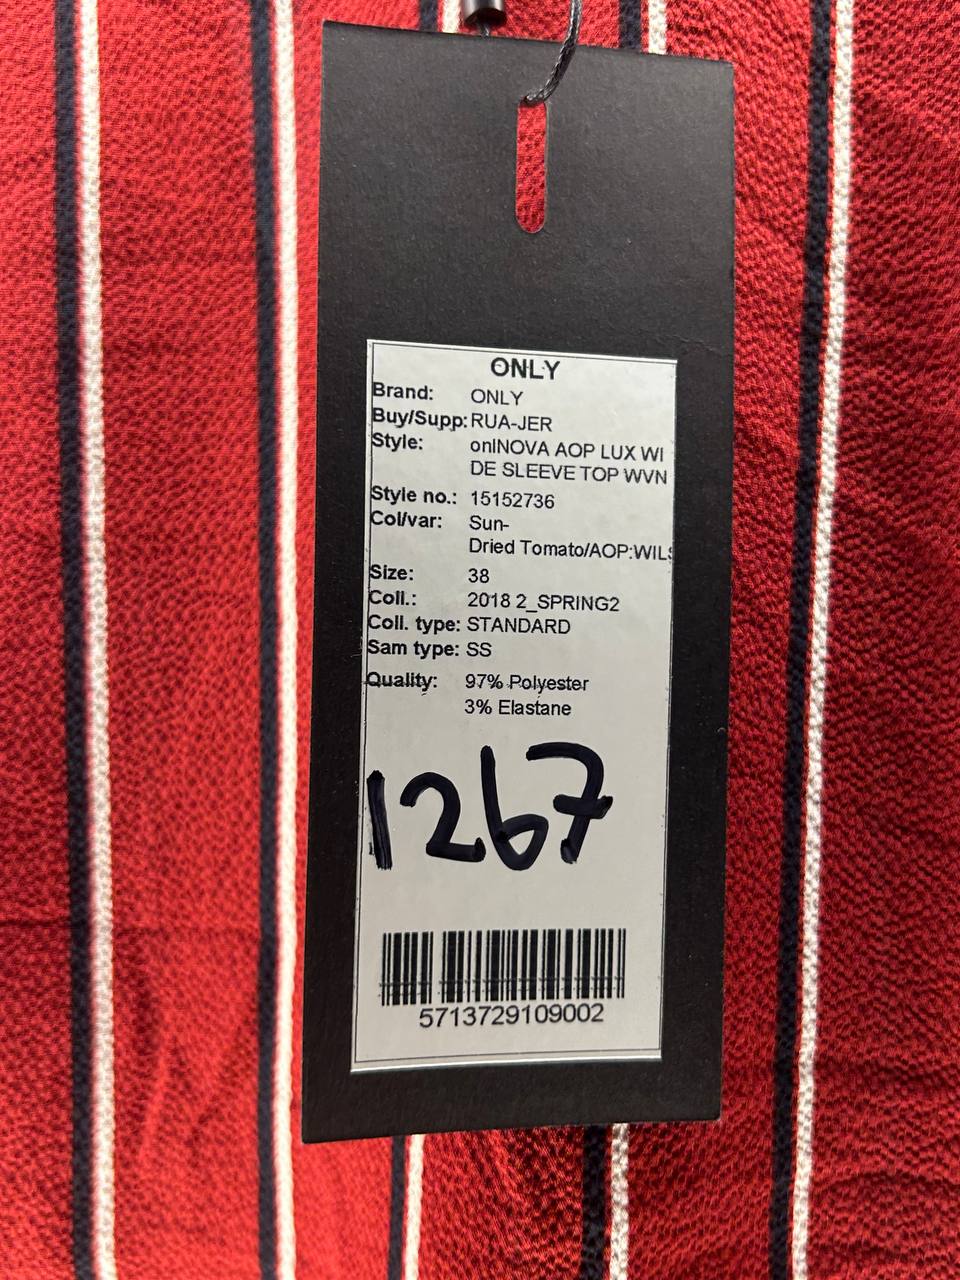 ONLY
Brand: ONLY
Buy/Supp: RUA-JER
Style: onlNOVA AOP LUX WI
DE SLEEVE TOP WVN
Style no.: 15152736
Col/var: Sun-
Dried Tomato/AOP:WILS
Size: 38
Coll.: 2018 2_SPRING2
Coll. type: STANDARD
Sam type: SS
Quality: 97% Polyester
3% Elastane
1267
5713729109002